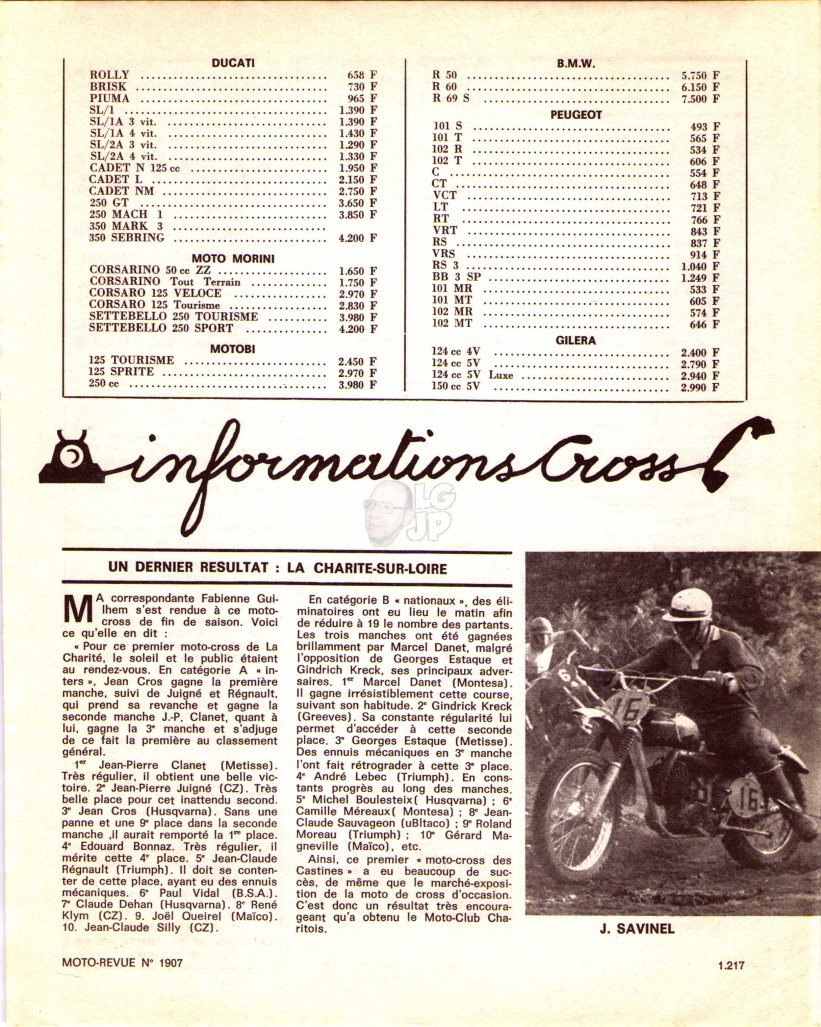 DUCATI
ROLLY ................................ 658 F
BRISK ................................ 730 F
PIUMA ................................ 965 F
SL/1 ................................ 1.390 F
SL/1A 3 vit. ............................ 1.390 F
SL/1A 4 vit. ............................ 1.430 F
SL/2A 3 vit. ............................ 1.290 F
SL/2A 4 vit. ............................ 1.330 F
CADET N 125 cc ........................ 1.950 F
CADET L .............................. 2.150 F
CADET NM ............................ 2.750 F
250 GT ................................ 3.650 F
250 MACH 1 ........................... 3.850 F
350 MARK 3 ...........................
350 SEBRING .......................... 4.200 F
MOTO MORINI
CORSARINO 50 cc ZZ ................... 1.650 F
CORSARINO Tout Terrain ............. 1.750 F
CORSARO 125 VELOCE ................ 2.970 F
CORSARO 125 Tourisme ............... 2.830 F
SETTEBELLO 250 TOURISME .......... 3.980 F
SETTEBELLO 250 SPORT .............. 4.200 F
MOTOBI
125 TOURISME ........................ 2.450 F
125 SPRITE ............................ 2.970 F
250 cc .................................. 3.980 F
B.M.W.
R 50 ................................... 5.750 F
R 60 ................................... 6.150 F
R 69 S ................................. 7.500 F
PEUGEOT
101 S .................................. 493 F
101 T .................................. 565 F
102 R .................................. 534 F
102 T .................................. 606 F
C ...................................... 554 F
CT ..................................... 648 F
VCT .................................... 713 F
LT ..................................... 721 F
RT ..................................... 766 F
VRT .................................... 843 F
RS ..................................... 837 F
VRS .................................... 914 F
RS 3 ................................... 1.040 F
BB 3 SP ................................ 1.249 F
101 MR ................................. 533 F
101 MT ................................. 605 F
102 MR ................................. 574 F
102 MT ................................. 646 F
GILERA
124 cc 4V .............................. 2.400 F
124 cc 5V .............................. 2.790 F
124 cc 5V Luxe ......................... 2.940 F
150 cc 5V .............................. 2.990 F
informations Cross
LG
JP
UN DERNIER RESULTAT : LA CHARITE-SUR-LOIRE
MA correspondante Fabienne Gui-
lhem s'est rendue à ce moto-
cross de fin de saison. Voici
ce qu'elle en dit :
« Pour ce premier moto-cross de La
Charité, le soleil et le public étaient
au rendez-vous. En catégorie A « in-
ters », Jean Cros gagne la première
manche, suivi de Juigné et Régnault,
qui prend sa revanche et gagne la
seconde manche J.-P. Clanet, quant à
lui, gagne la 3e manche et s'adjuge
de ce fait la première au classement
général.
1er Jean-Pierre Clanet (Metisse).
Très régulier, il obtient une belle vic-
toire. 2e Jean-Pierre Juigné (CZ). Très
belle place pour cet inattendu second.
3e Jean Cros (Husqvarna). Sans une
panne et une 9e place dans la seconde
manche ,il aurait remporté la 1re place.
4e Edouard Bonnaz. Très régulier, il
mérite cette 4e place. 5e Jean-Claude
Régnault (Triumph). Il doit se conten-
ter de cette place, ayant eu des ennuis
mécaniques. 6e Paul Vidal (B.S.A.).
7e Claude Dehan (Husqvarna). 8e René
Klym (CZ). 9. Joël Queirel (Maïco).
10. Jean-Claude Silly (CZ).
En catégorie B « nationaux », des éli-
minatoires ont eu lieu le matin afin
de réduire à 19 le nombre des partants.
Les trois manches ont été gagnées
brillamment par Marcel Danet, malgré
l'opposition de Georges Estaque et
Gindrich Kreck, ses principaux adver-
saires. 1er Marcel Danet (Montesa).
Il gagne irrésistiblement cette course,
suivant son habitude. 2e Gindrick Kreck
(Greeves). Sa constante régularité lui
permet d'accéder à cette seconde
place. 3e Georges Estaque (Metisse).
Des ennuis mécaniques en 3e manche
l'ont fait rétrograder à cette 3e place.
4e André Lebec (Triumph). En cons-
tants progrès au long des manches.
5e Michel Boulesteix( Husqvarna) ; 6e
Camille Méreaux( Montesa) ; 8e Jean-
Claude Sauvageon (uBltaco) ; 9e Roland
Moreau (Triumph) ; 10e Gérard Ma-
gneville (Maïco), etc.
Ainsi, ce premier « moto-cross des
Castines » a eu beaucoup de suc-
cès, de même que le marché-exposi-
tion de la moto de cross d'occasion.
C'est donc un résultat très encoura-
geant qu'a obtenu le Moto-Club Cha-
ritois.
6
16
16
J. SAVINEL
MOTO-REVUE N° 1907
1.217